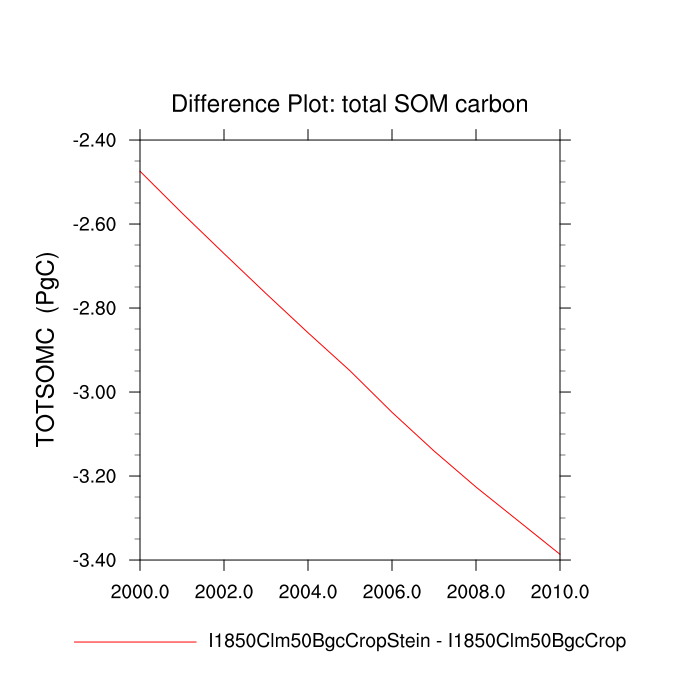 Difference Plot: total SOM carbon
TOTSOMC (PgC)
-2.40
-2.60
-2.80
-3.00
-3.20
-3.40
2000.0 2002.0 2004.0 2006.0 2008.0 2010.0
I1850Clm50BgcCropStein - I1850Clm50BgcCrop